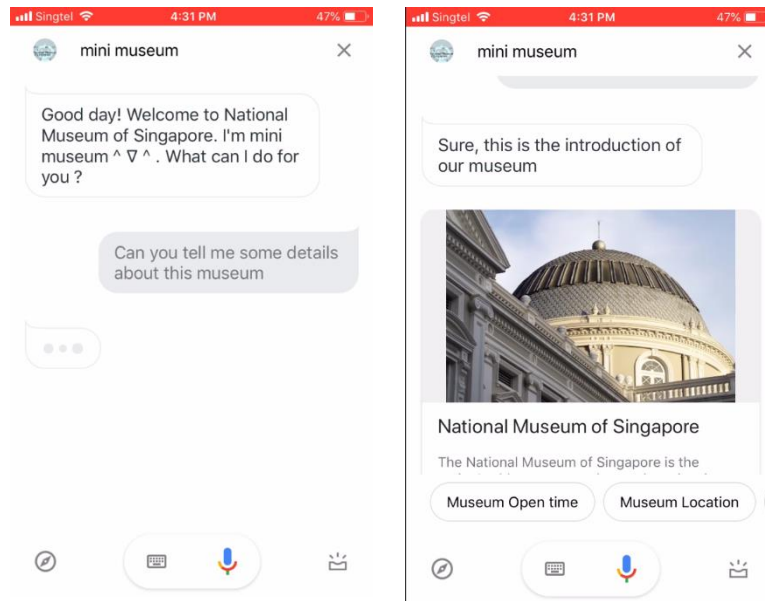 Singtel 4:31 PM 47%
mini museum
Good day! Welcome to National
Museum of Singapore. I'm mini
museum ^ ∇ ^ . What can I do for
you ?
Can you tell me some details
about this museum
Singtel 4:31 PM 47%
mini museum
Sure, this is the introduction of
our museum
National Museum of Singapore
The National Museum of Singapore is the
Museum Open time Museum Location